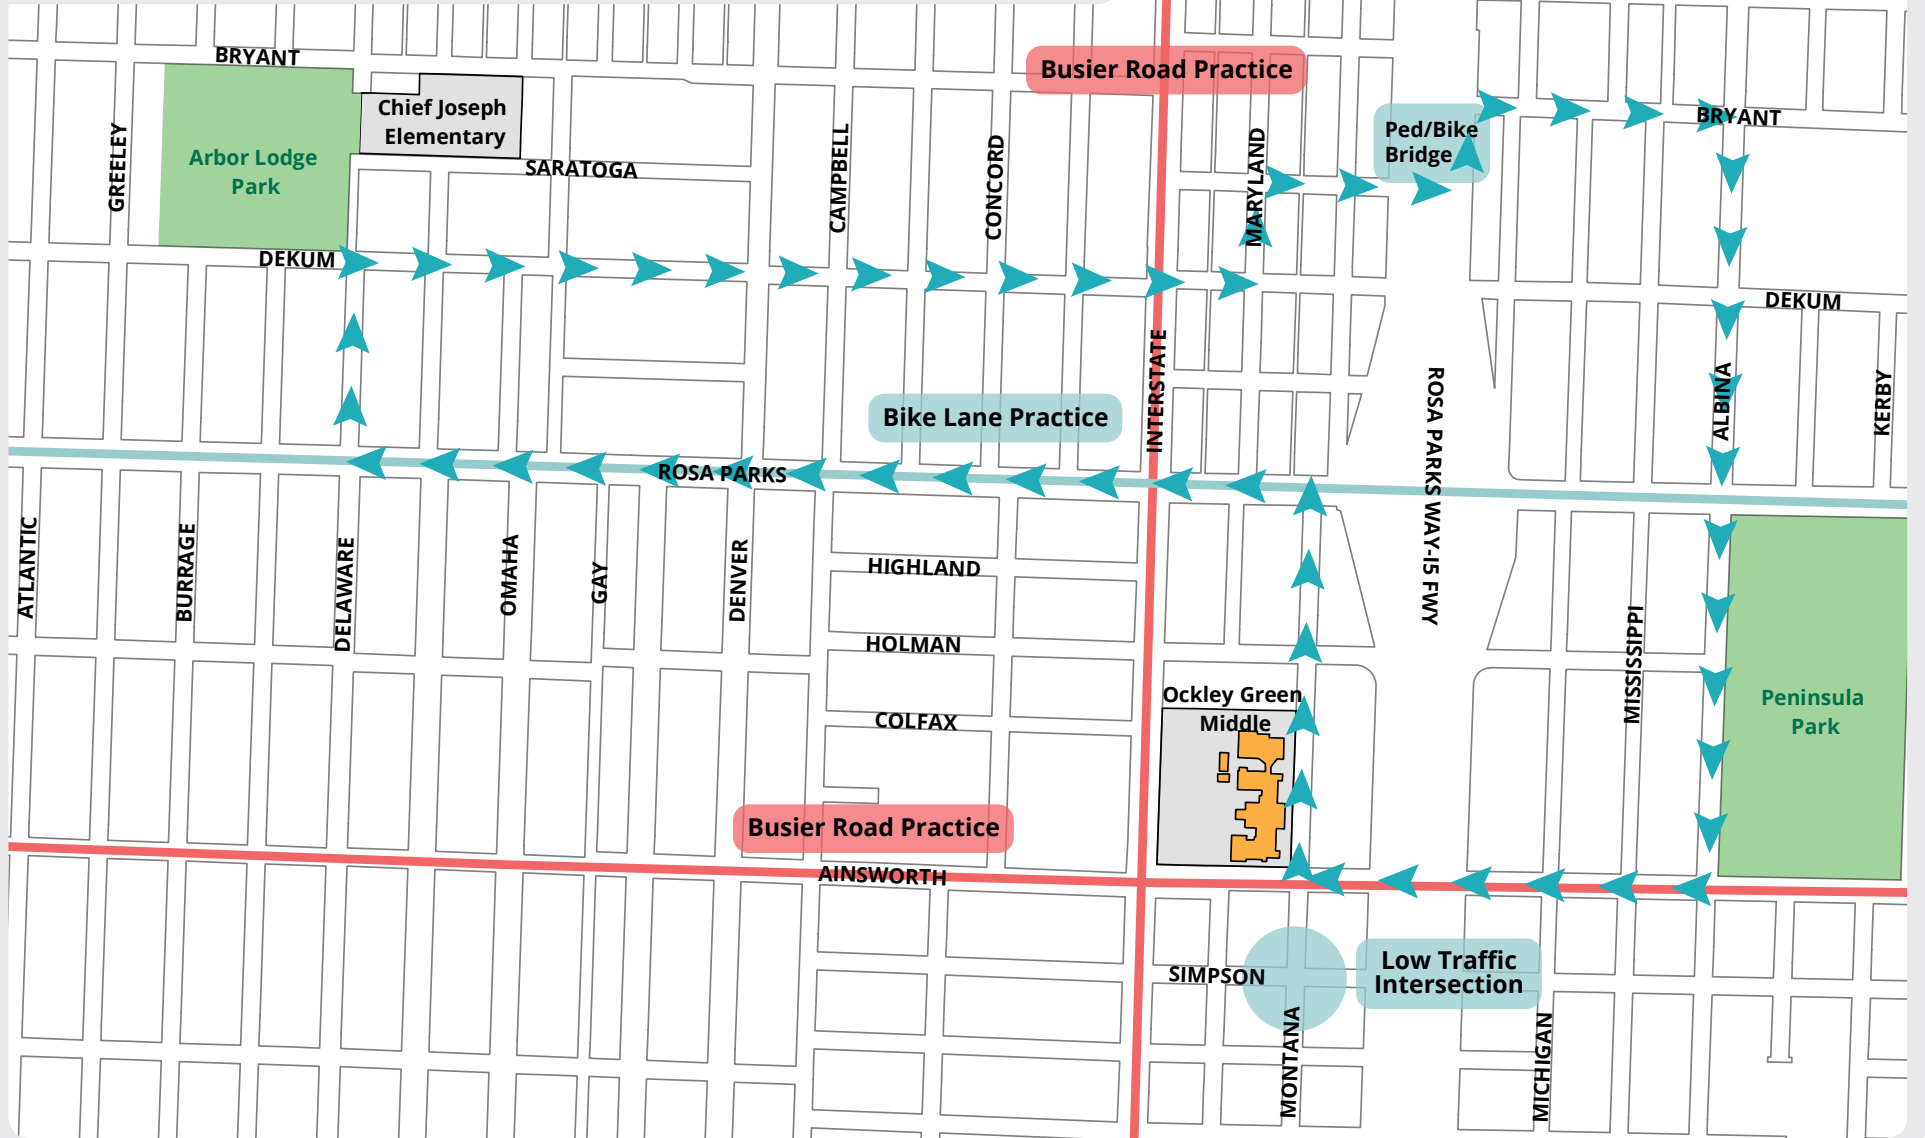 BRYANT
Busier Road Practice
Chief Joseph
Elementary
Arbor Lodge
Park
GREELEY
SARATOGA
CAMPBELL
CONCORD
MARYLAND
Ped/Bike
Bridge
BRYANT
DEKUM
DEKUM
INTERSTATE
ROSA PARKS WAY-I5 FWY
ALBINA
KERBY
Bike Lane Practice
ROSA PARKS
ATLANTIC
BURRAGE
DELAWARE
OMAHA
GAY
DENVER
HIGHLAND
HOLMAN
COLFAX
MISSISSIPPI
Ockley Green
Middle
Peninsula
Park
Busier Road Practice
AINSWORTH
SIMPSON
Low Traffic
Intersection
MONTANA
MICHIGAN